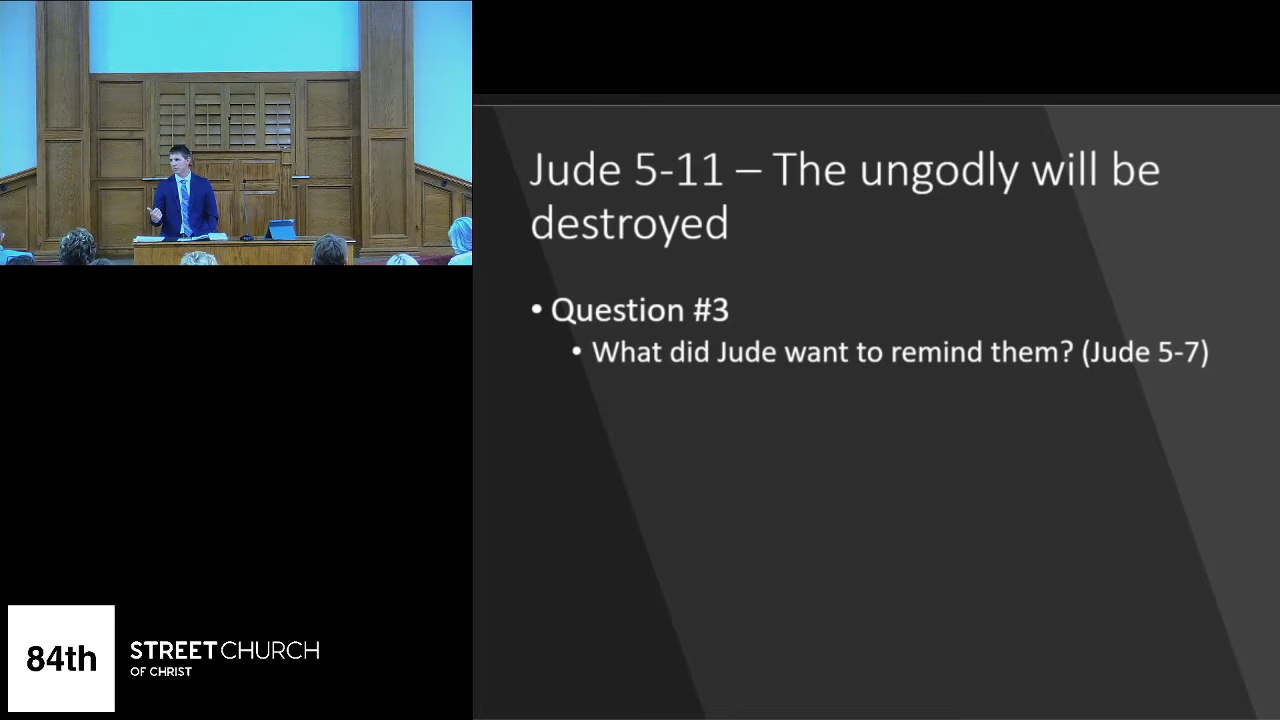 Jude 5-11 – The ungodly will be
destroyed
• Question #3
• What did Jude want to remind them? (Jude 5-7)
84th
STREET CHURCH
OF CHRIST